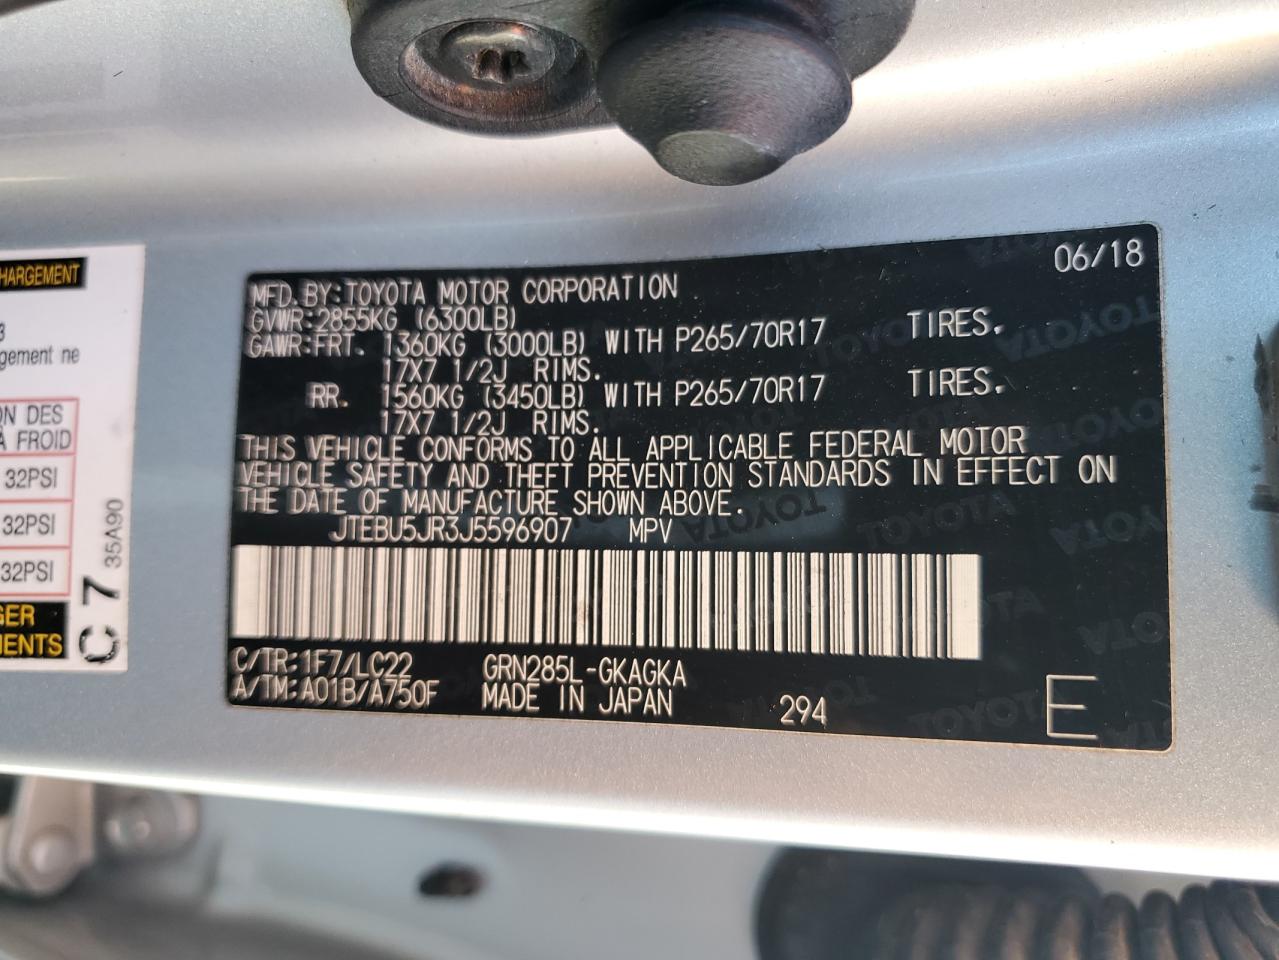 HARGEMENT
3
gement ne
ON DES
À FROID
32PSI
32PSI
32PSI
GER
MENTS
C7
35A90
06/18
MFD. BY: TOYOTA MOTOR CORPORATION
GVWR: 2855KG (6300LB)
GAWR: FRT. 1360KG (3000LB) WITH P265/70R17 TIRES.
17X7 1/2J RIMS.
RR. 1560KG (3450LB) WITH P265/70R17 TIRES.
17X7 1/2J RIMS.
THIS VEHICLE CONFORMS TO ALL APPLICABLE FEDERAL MOTOR
VEHICLE SAFETY AND THEFT PREVENTION STANDARDS IN EFFECT ON
THE DATE OF MANUFACTURE SHOWN ABOVE.
JTEBU5JR3J5596907 MPV
C/TR: 1F7/LC22 GRN285L-GKAGKA
A/TM: A01B/A750F MADE IN JAPAN 294 E